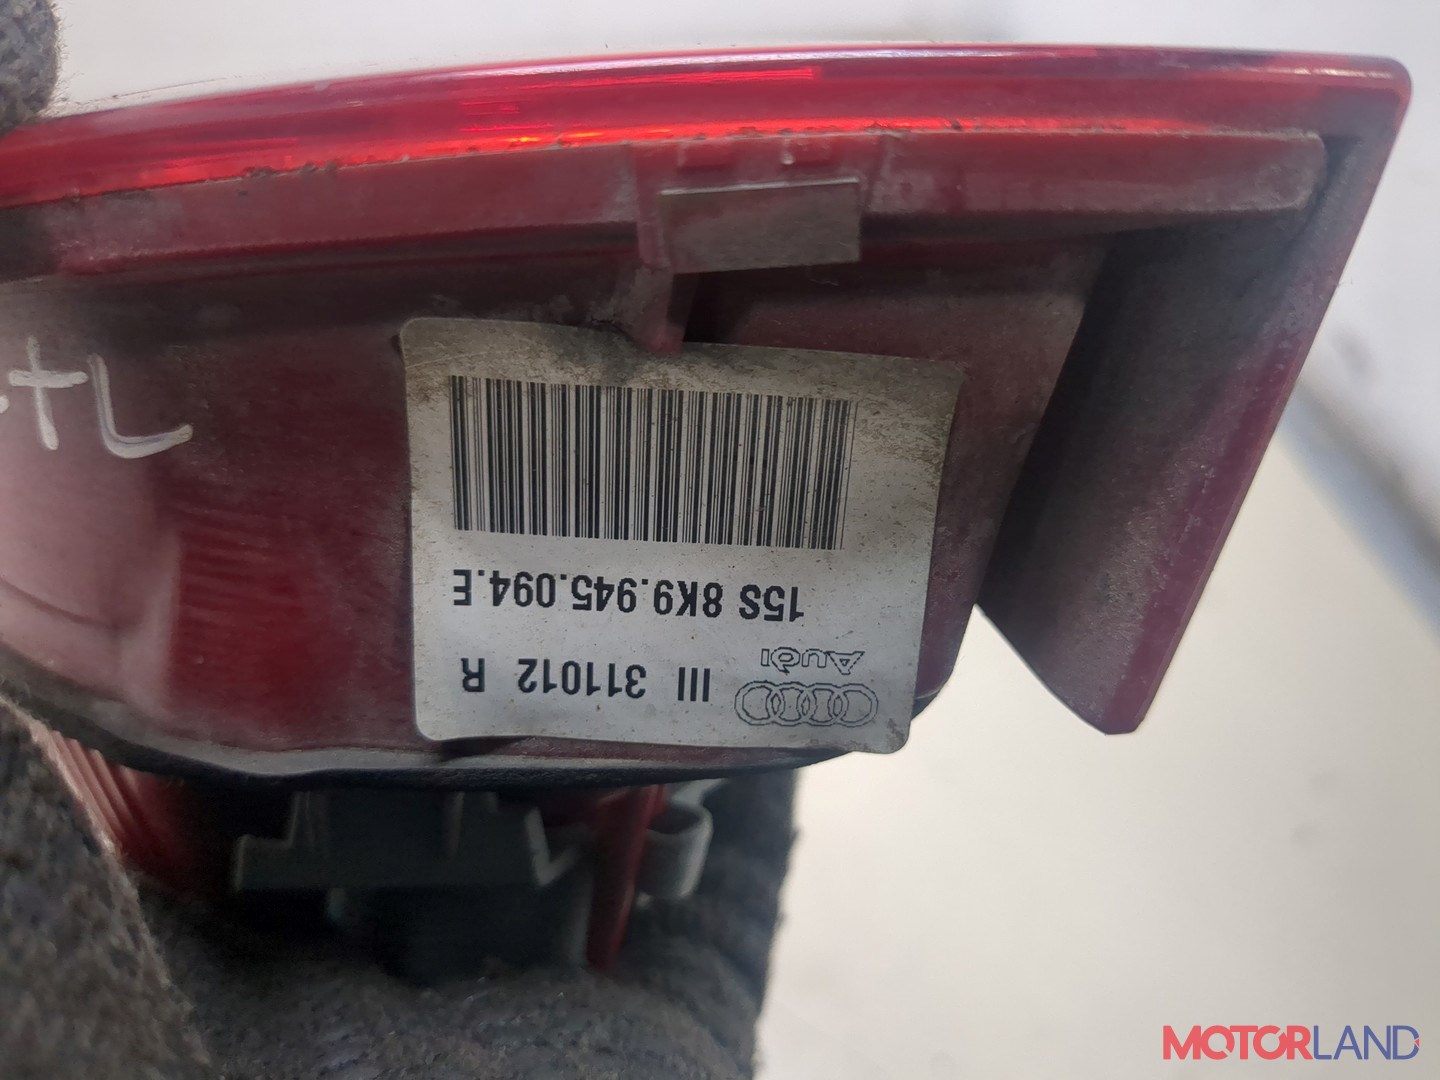 III 311012 R
Audi
15S 8K9.945.094.E
MOTORLAND